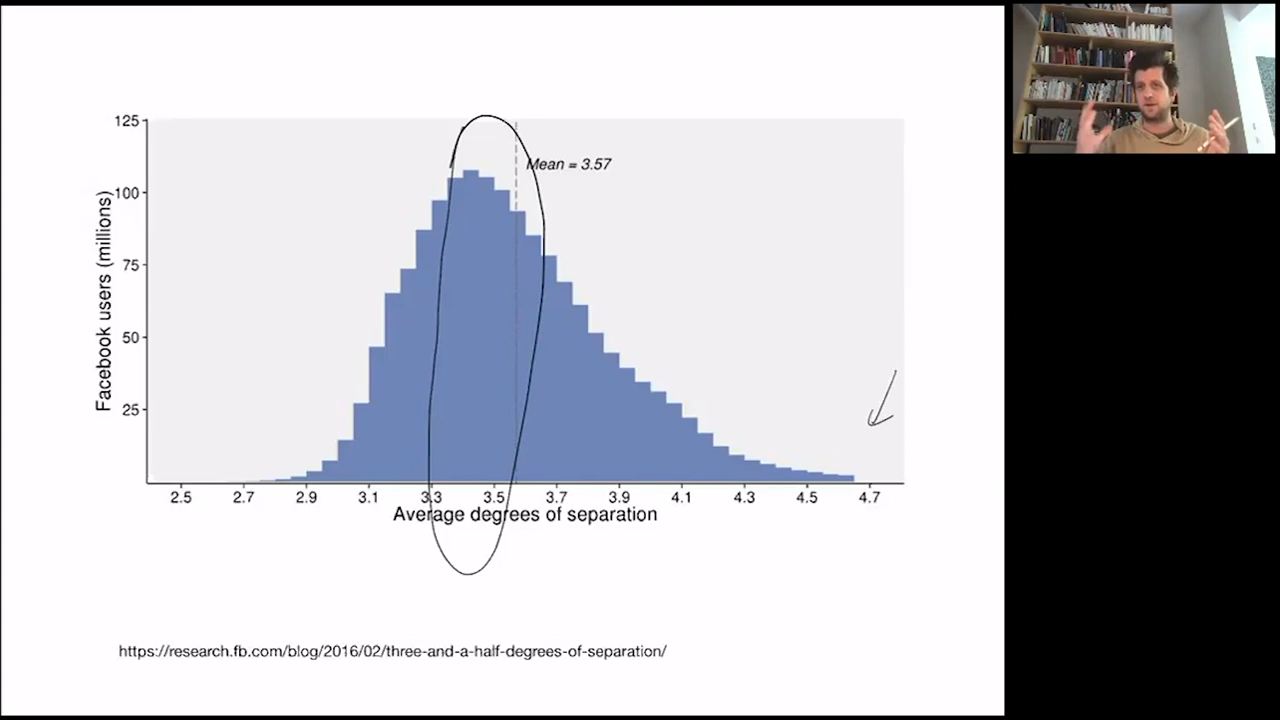 125
Mean = 3.57
100
75
50
25
Facebook users (millions)
2.5 2.7 2.9 3.1 3.3 3.5 3.7 3.9 4.1 4.3 4.5 4.7
Average degrees of separation
https://research.fb.com/blog/2016/02/three-and-a-half-degrees-of-separation/